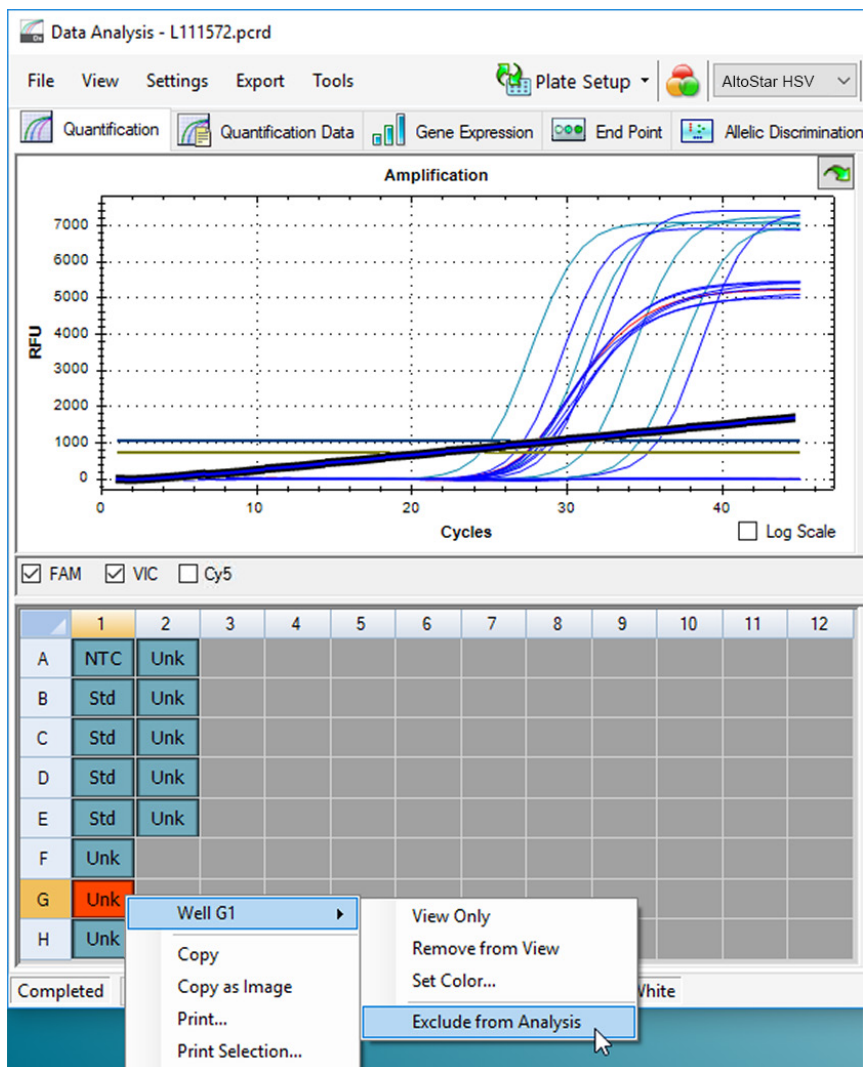 Data Analysis - L111572.pcrd
File View Settings Export Tools Plate Setup AltoStar HSV
Quantification Quantification Data Gene Expression End Point Allelic Discrimination
Amplification
7000
6000
5000
4000
3000
2000
1000
0
RFU
0 10 20 30 40
Cycles
Log Scale
FAM VIC Cy5
1 2 3 4 5 6 7 8 9 10 11 12
A NTC Unk
B Std Unk
C Std Unk
D Std Unk
E Std Unk
F Unk
G Unk
H Unk
Well G1
Copy
Copy as Image
Print...
Print Selection...
View Only
Remove from View
Set Color...
Exclude from Analysis
Completed